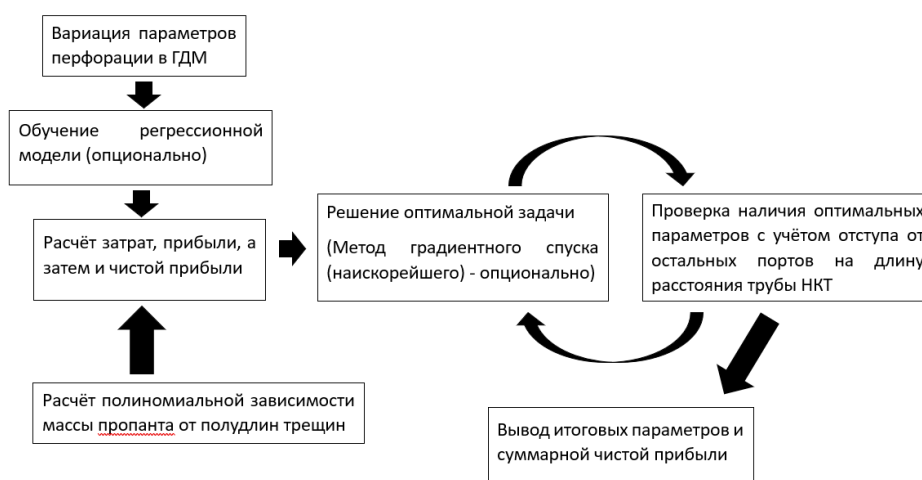 Вариация параметров
перфорации в ГДМ
Обучение регрессионной
модели (опционально)
Расчёт затрат, прибыли, а
затем и чистой прибыли
Расчёт полиномиальной зависимости
массы пропанта от полудлин трещин
Решение оптимальной задачи
(Метод градиентного спуска
(наискорейшего) - опционально)
Проверка наличия оптимальных
параметров с учётом отступа от
остальных портов на длину
расстояния трубы НКТ
Вывод итоговых параметров и
суммарной чистой прибыли